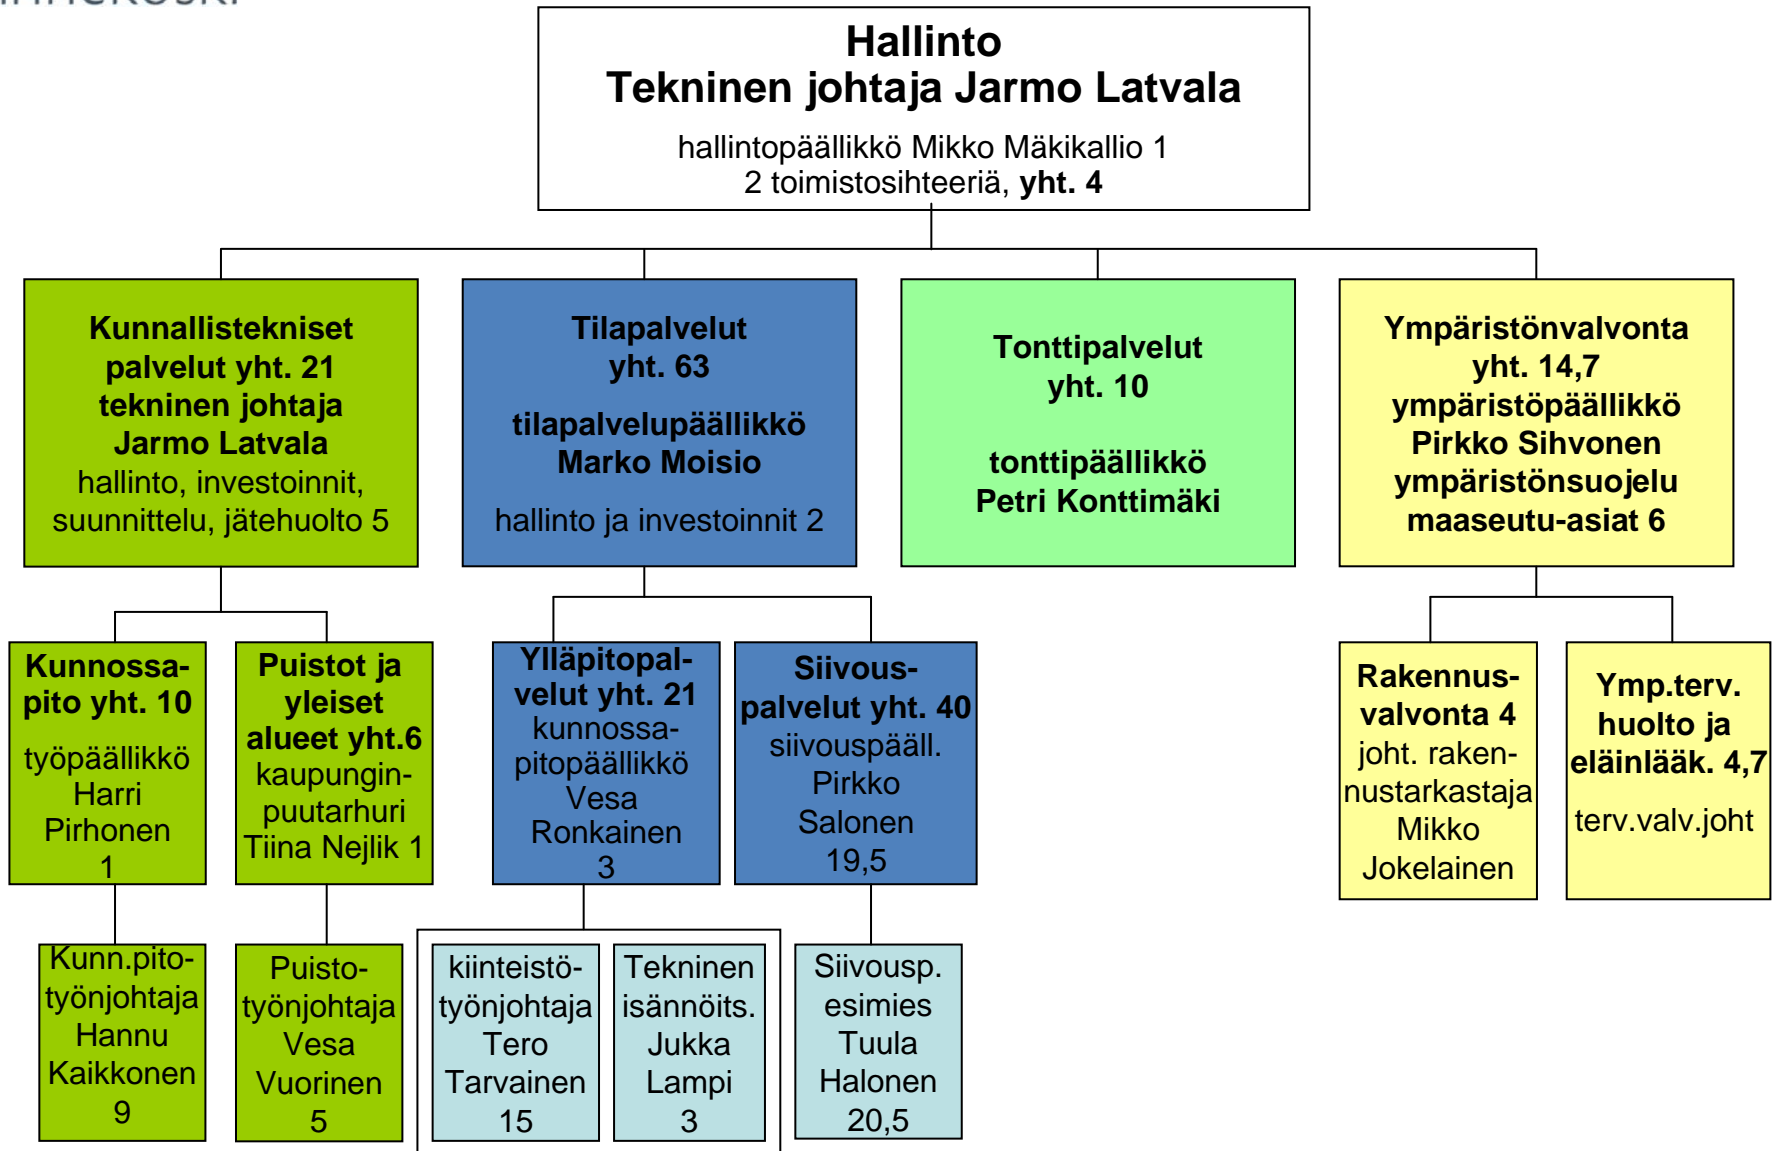 Hallinto
Tekninen johtaja Jarmo Latvala
hallintopäällikkö Mikko Mäkikallio 1
2 toimistosihteeriä, yht. 4
Kunnallistekniset
palvelut yht. 21
tekninen johtaja
Jarmo Latvala
hallinto, investoinnit,
suunnittelu, jätehuolto 5
Tilapalvelut
yht. 63
tilapalvelupäällikkö
Marko Moisio
hallinto ja investoinnit 2
Tonttipalvelut
yht. 10
tonttipäällikkö
Petri Konttimäki
Ympäristönvalvonta
yht. 14,7
ympäristöpäällikkö
Pirkko Sihvonen
ympäristönsuojelu
maaseutu-asiat 6
Kunnossa-
pito yht. 10
työpäällikkö
Harri
Pirhonen
1
Puistot ja
yleiset
alueet yht.6
kaupungin-
puutarhuri
Tiina Nejlik 1
Ylläpitopal-
velut yht. 21
kunnossa-
pitopäällikkö
Vesa
Ronkainen
3
Siivous-
palvelut yht. 40
siivouspääll.
Pirkko
Salonen
19,5
Rakennus-
valvonta 4
joht. raken-
nustarkastaja
Mikko
Jokelainen
Ymp.terv.
huolto ja
eläinlääk. 4,7
terv.valv.joht
Kunn.pito-
työnjohtaja
Hannu
Kaikkonen
9
Puisto-
työnjohtaja
Vesa
Vuorinen
5
kiinteistö-
työnjohtaja
Tero
Tarvainen
15
Tekninen
isännöits.
Jukka
Lampi
3
Siivousp.
esimies
Tuula
Halonen
20,5